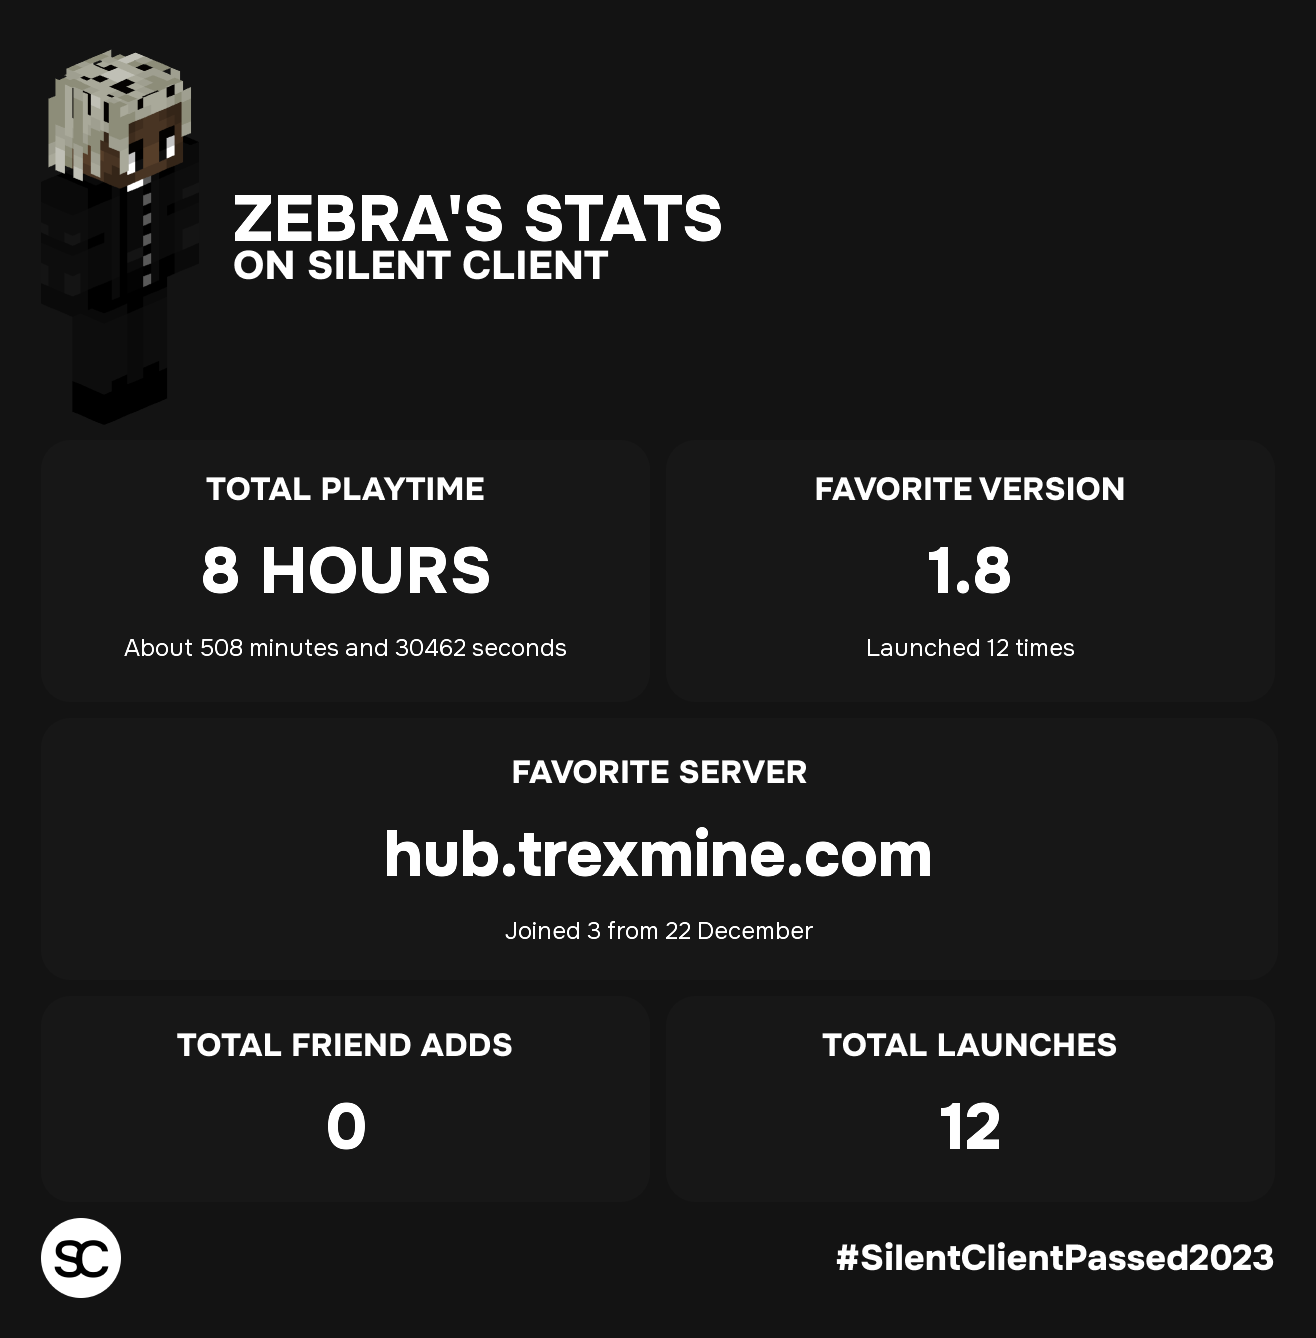 ZEBRA'S STATS
ON SILENT CLIENT
TOTAL PLAYTIME
8 HOURS
About 508 minutes and 30462 seconds
FAVORITE VERSION
1.8
Launched 12 times
FAVORITE SERVER
hub.trexmine.com
Joined 3 from 22 December
TOTAL FRIEND ADDS
0
TOTAL LAUNCHES
12
SC
#SilentClientPassed2023